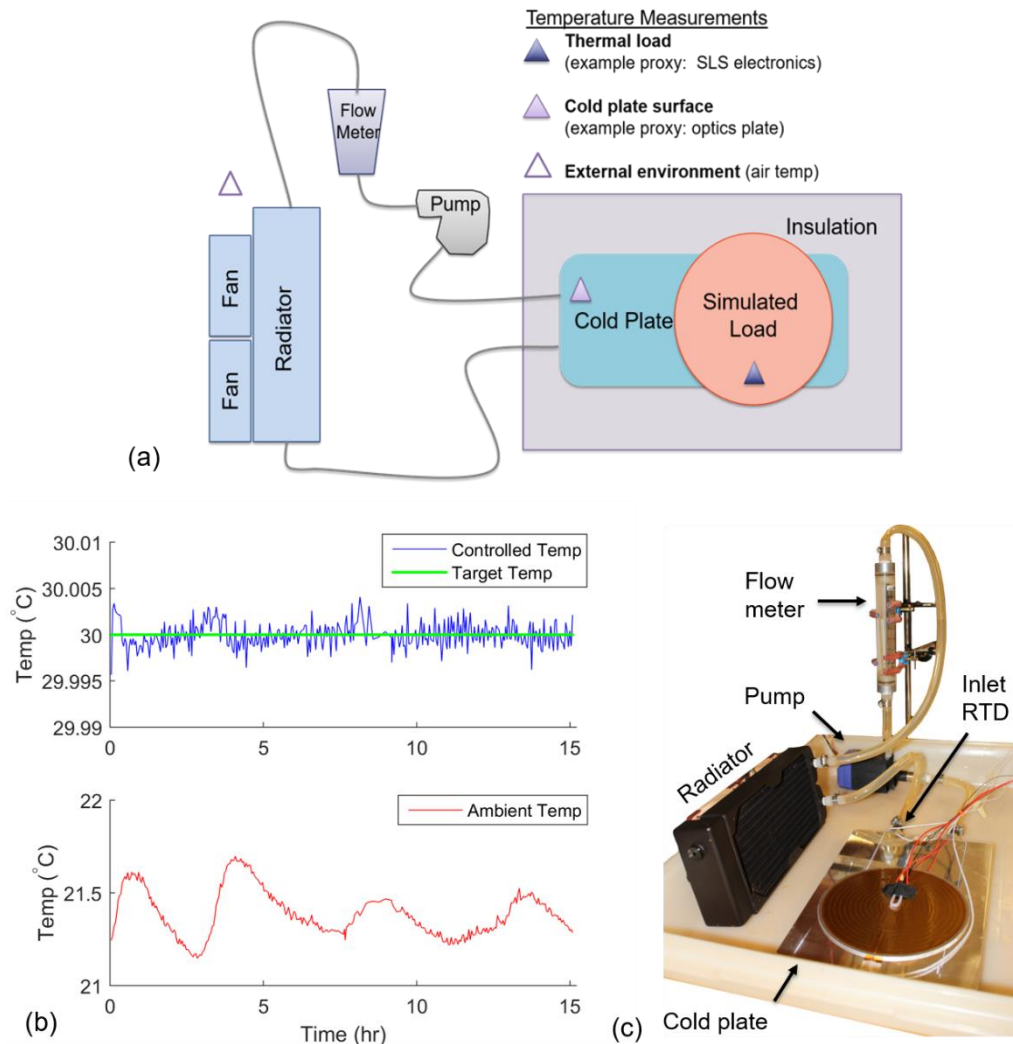 Temperature Measurements
Thermal load
(example proxy: SLS electronics)
Cold plate surface
(example proxy: optics plate)
External environment (air temp)
Flow
Meter
Pump
Fan
Fan
Radiator
Insulation
Cold Plate
Simulated
Load
(a)
30.01
30.005
30
29.995
29.99
Temp (°C)
Controlled Temp
Target Temp
0
5
10
15
22
21.5
21
Temp (°C)
Ambient Temp
0
5
10
15
Time (hr)
(b)
Flow
meter
Pump
Inlet
RTD
Radiator
Cold plate
(c)